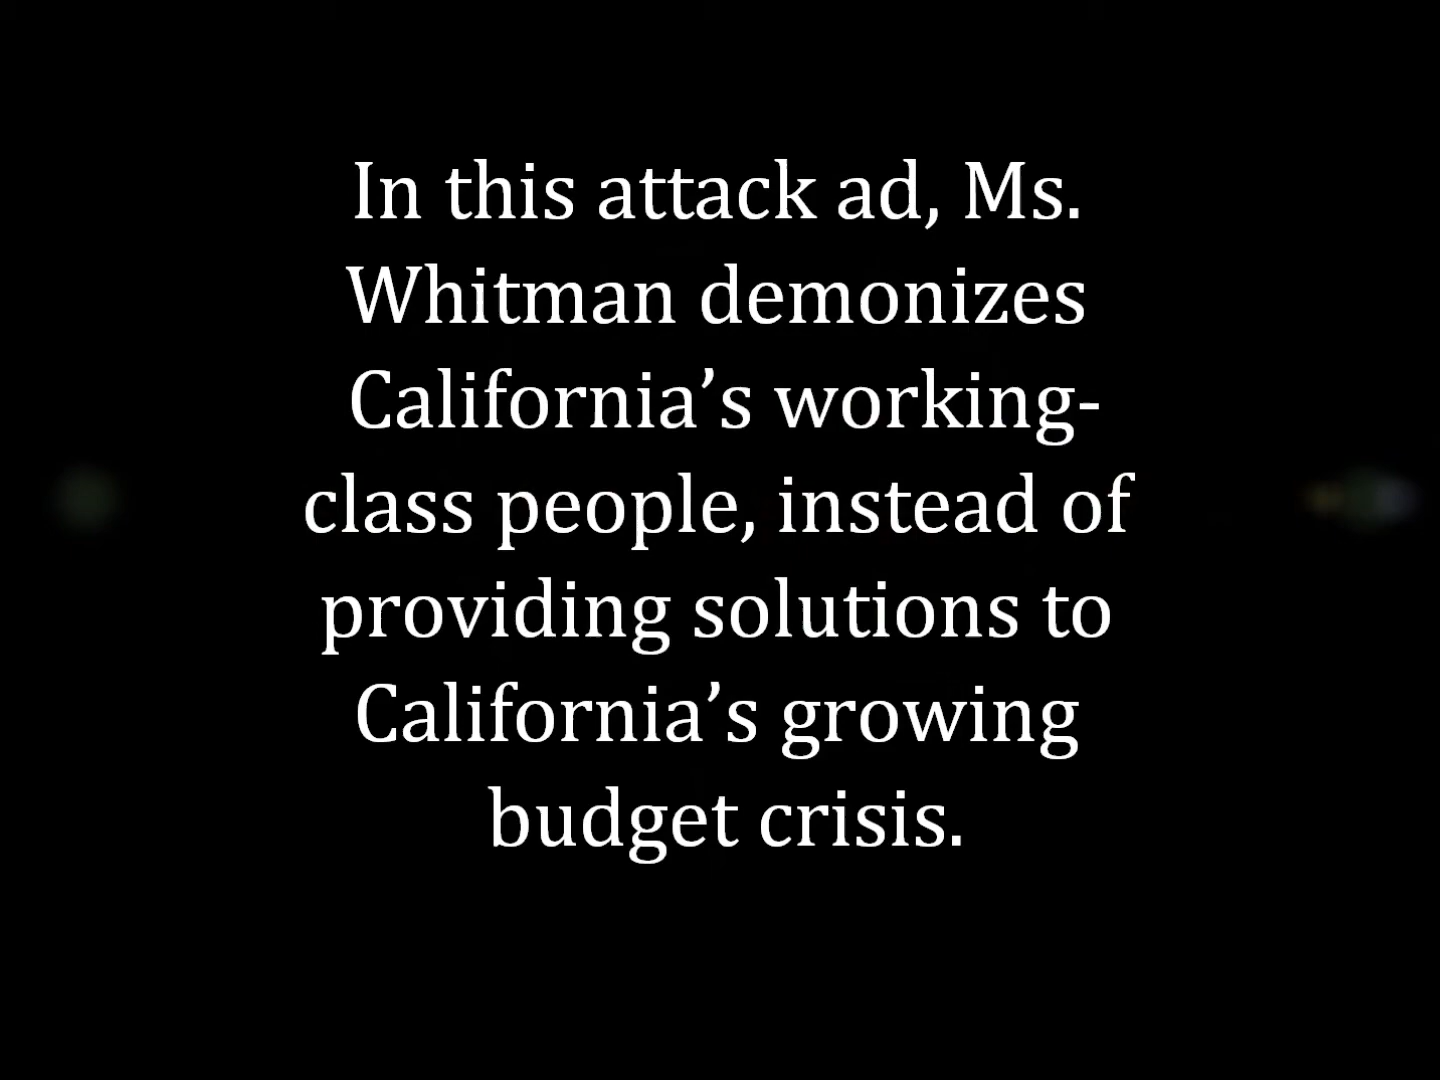 In this attack ad, Ms.
Whitman demonizes
California’s working-
class people, instead of
providing solutions to
California’s growing
budget crisis.